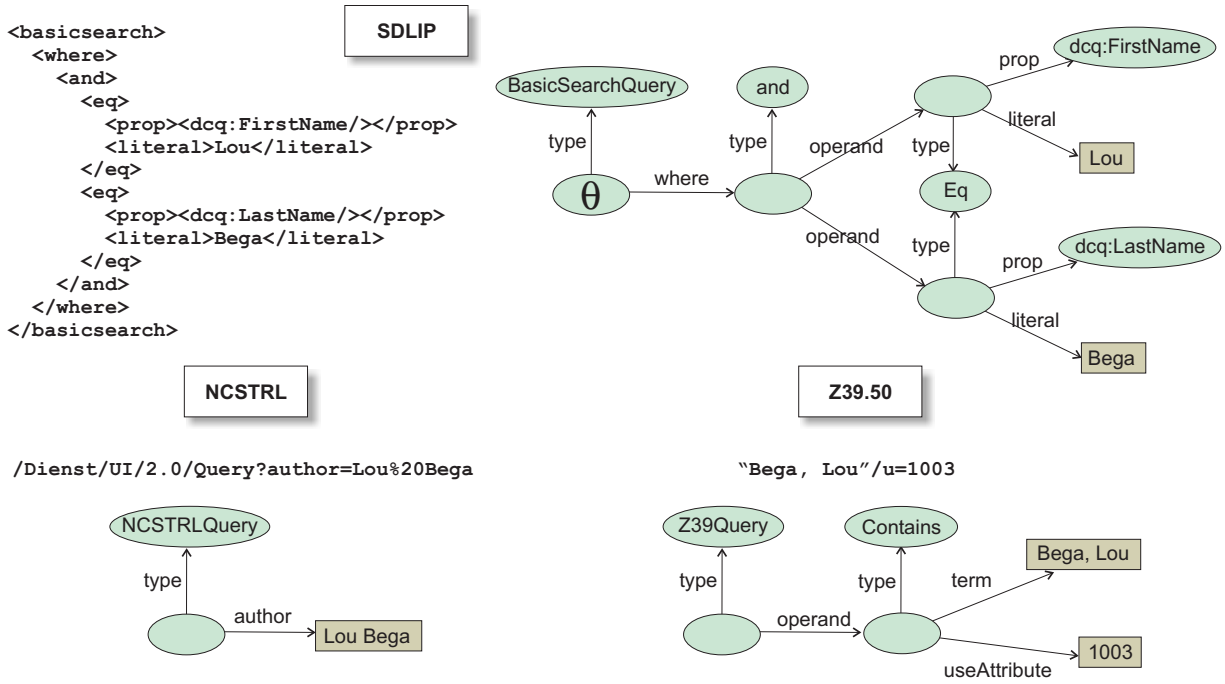 SDLIP
<basicsearch>
<where>
<and>
<eq>
<prop><dcq:FirstName/></prop>
<literal>Lou</literal>
</eq>
<eq>
<prop><dcq:LastName/></prop>
<literal>Bega</literal>
</eq>
</and>
</where>
</basicsearch>
BasicSearchQuery
type
θ
where
and
type
operand
operand
prop
dcq:FirstName
literal
Lou
type
Eq
type
prop
dcq:LastName
literal
Bega
NCSTRL
/Dienst/UI/2.0/Query?author=Lou%20Bega
NCSTRLQuery
type
author
Lou Bega
Z39.50
“Bega, Lou”/u=1003
Z39Query
type
operand
Contains
type
term
Bega, Lou
useAttribute
1003